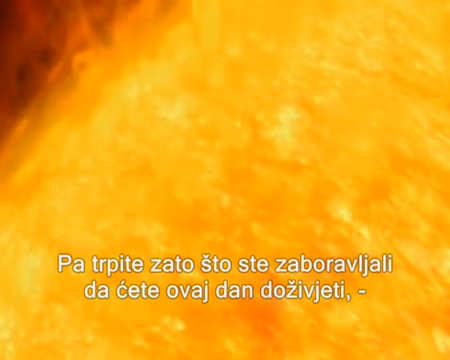 Pa trpite zato što ste zaboravljali
da ćete ovaj dan doživjeti, -